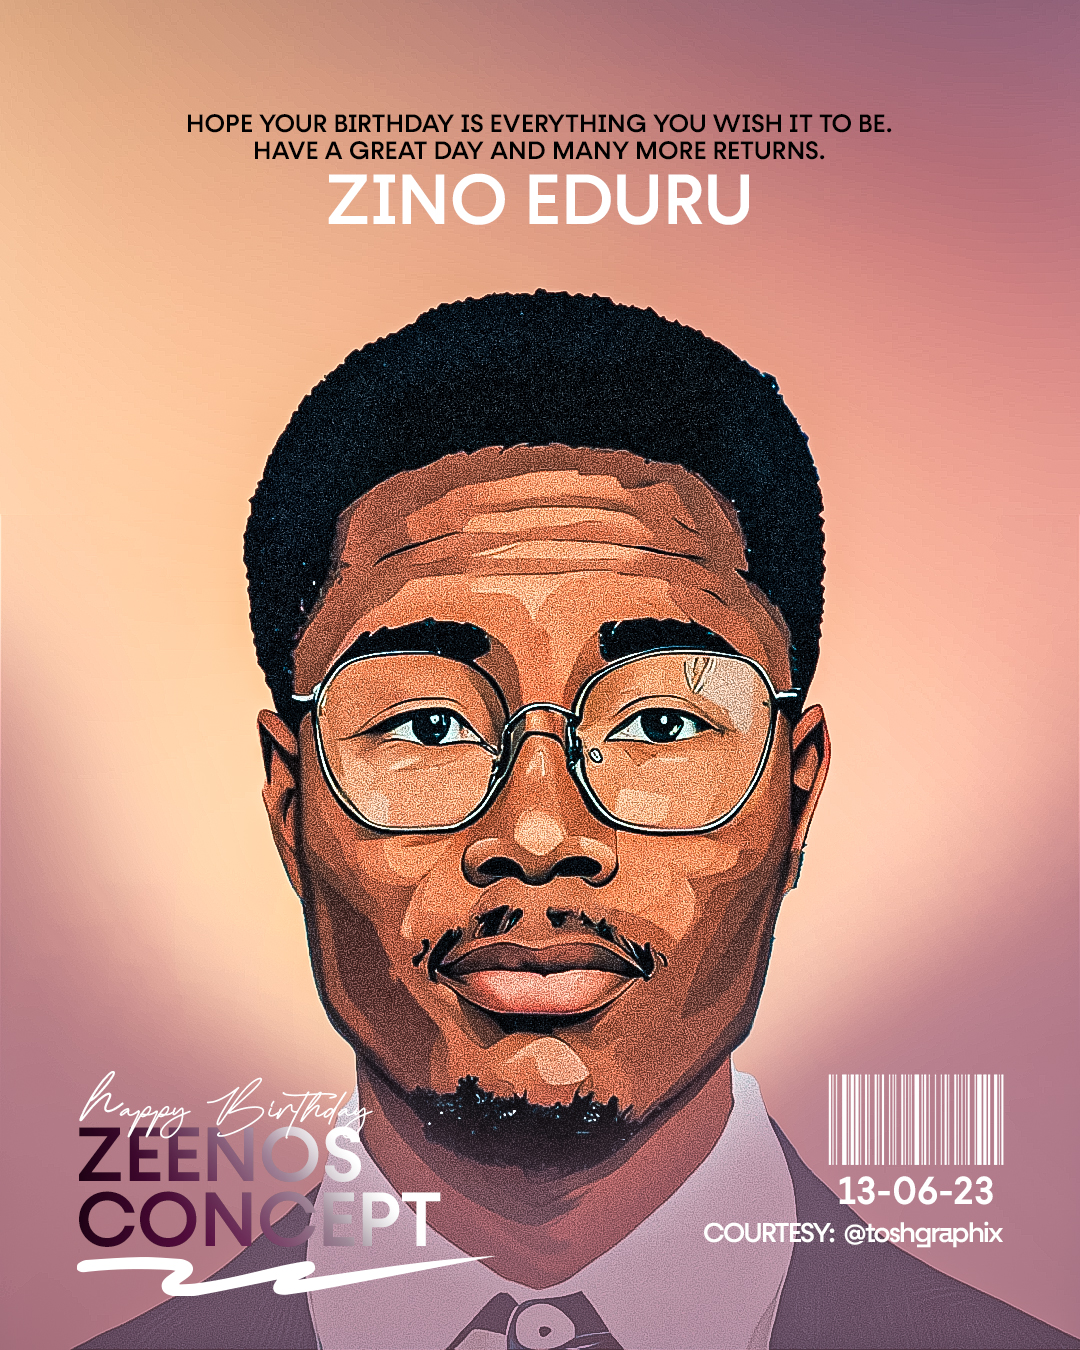 HOPE YOUR BIRTHDAY IS EVERYTHING YOU WISH IT TO BE.
HAVE A GREAT DAY AND MANY MORE RETURNS.
ZINO EDURU
happy Birthday
ZEENOS
CONCEPT
13-06-23
COURTESY: @toshgraphix